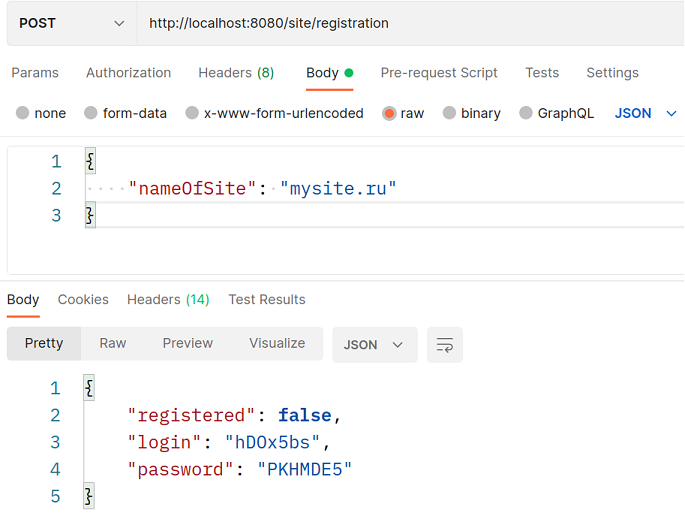 POST http://localhost:8080/site/registration
Params Authorization Headers (8) Body Pre-request Script Tests Settings
none form-data x-www-form-urlencoded raw binary GraphQL JSON
1 {
2 ····"nameOfSite":·"mysite.ru"
3 }
Body Cookies Headers (14) Test Results
Pretty Raw Preview Visualize JSON
1 {
2 "registered": false,
3 "login": "hDOx5bs",
4 "password": "PKHMDE5"
5 }